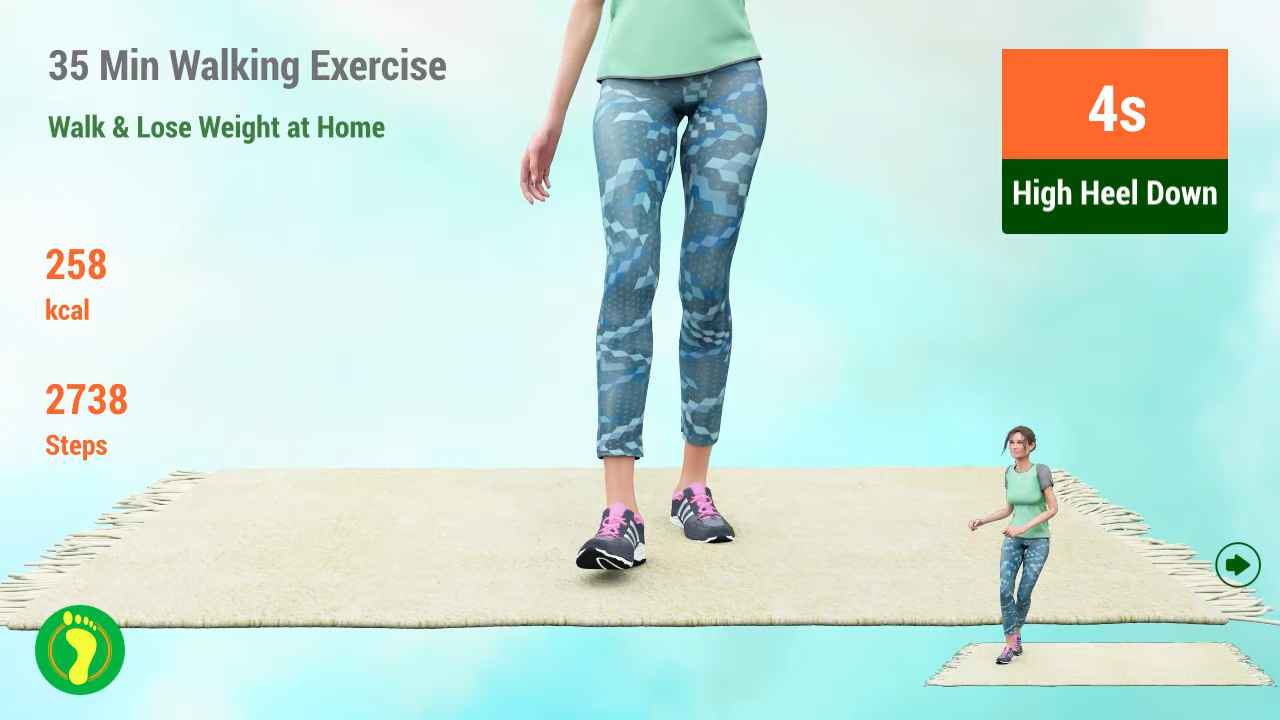 35 Min Walking Exercise
Walk & Lose Weight at Home
4s
High Heel Down
258
kcal
2738
Steps